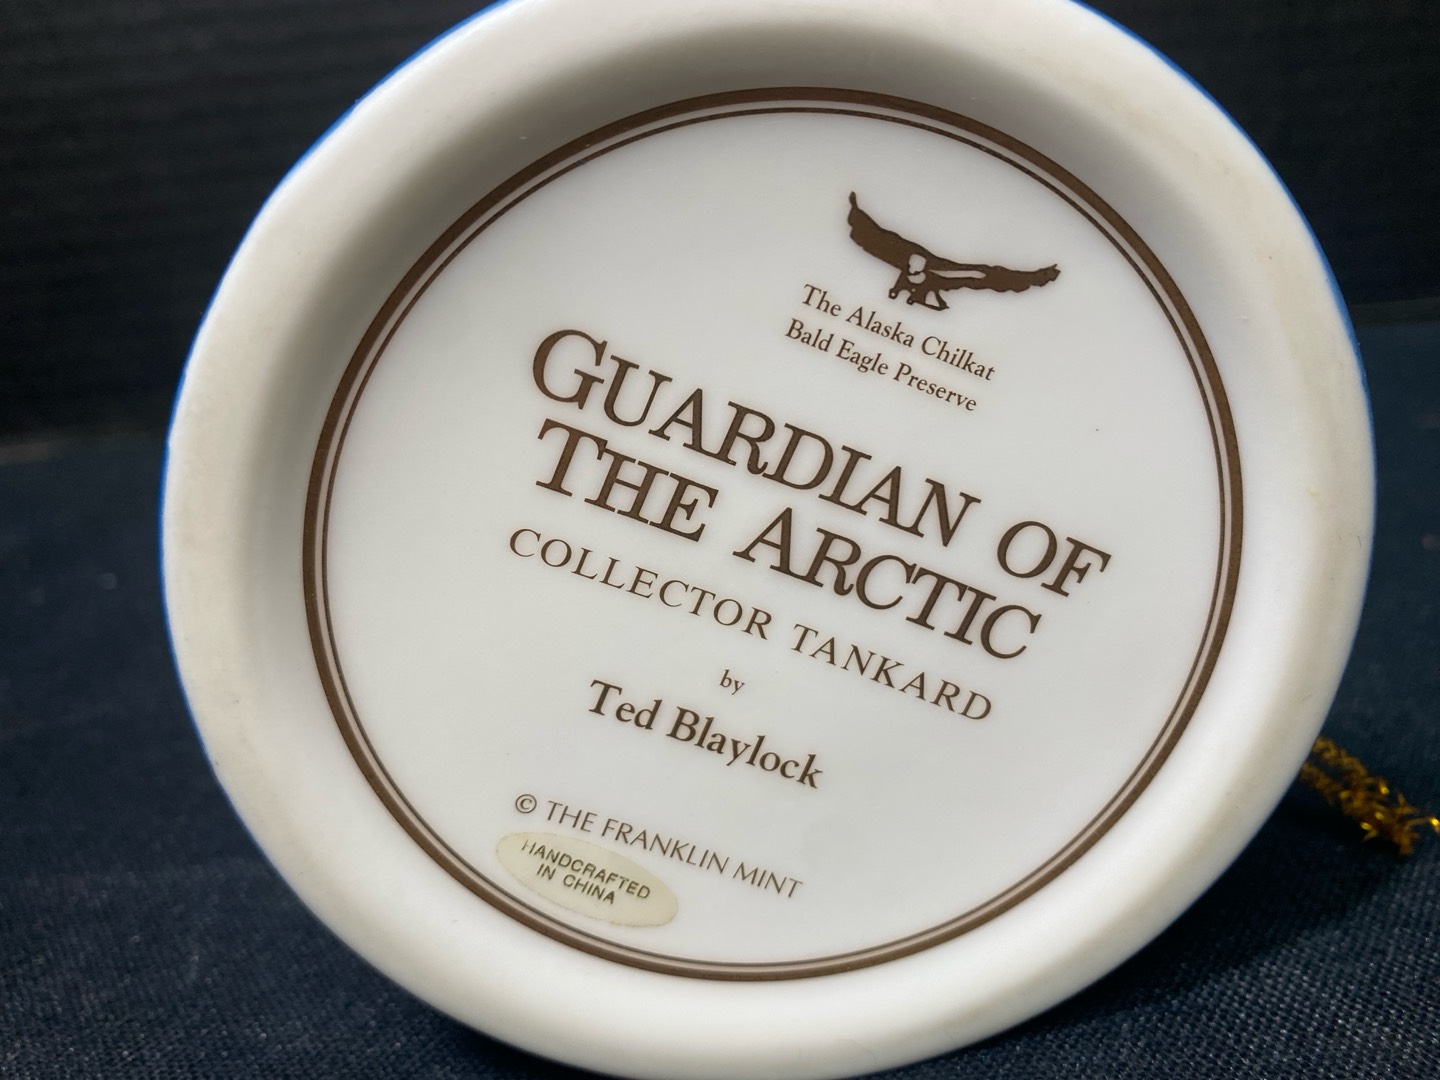 The Alaska Chilkat
Bald Eagle Preserve
GUARDIAN OF
THE ARCTIC
COLLECTOR TANKARD
by
Ted Blaylock
© THE FRANKLIN MINT
HANDCRAFTED
IN CHINA